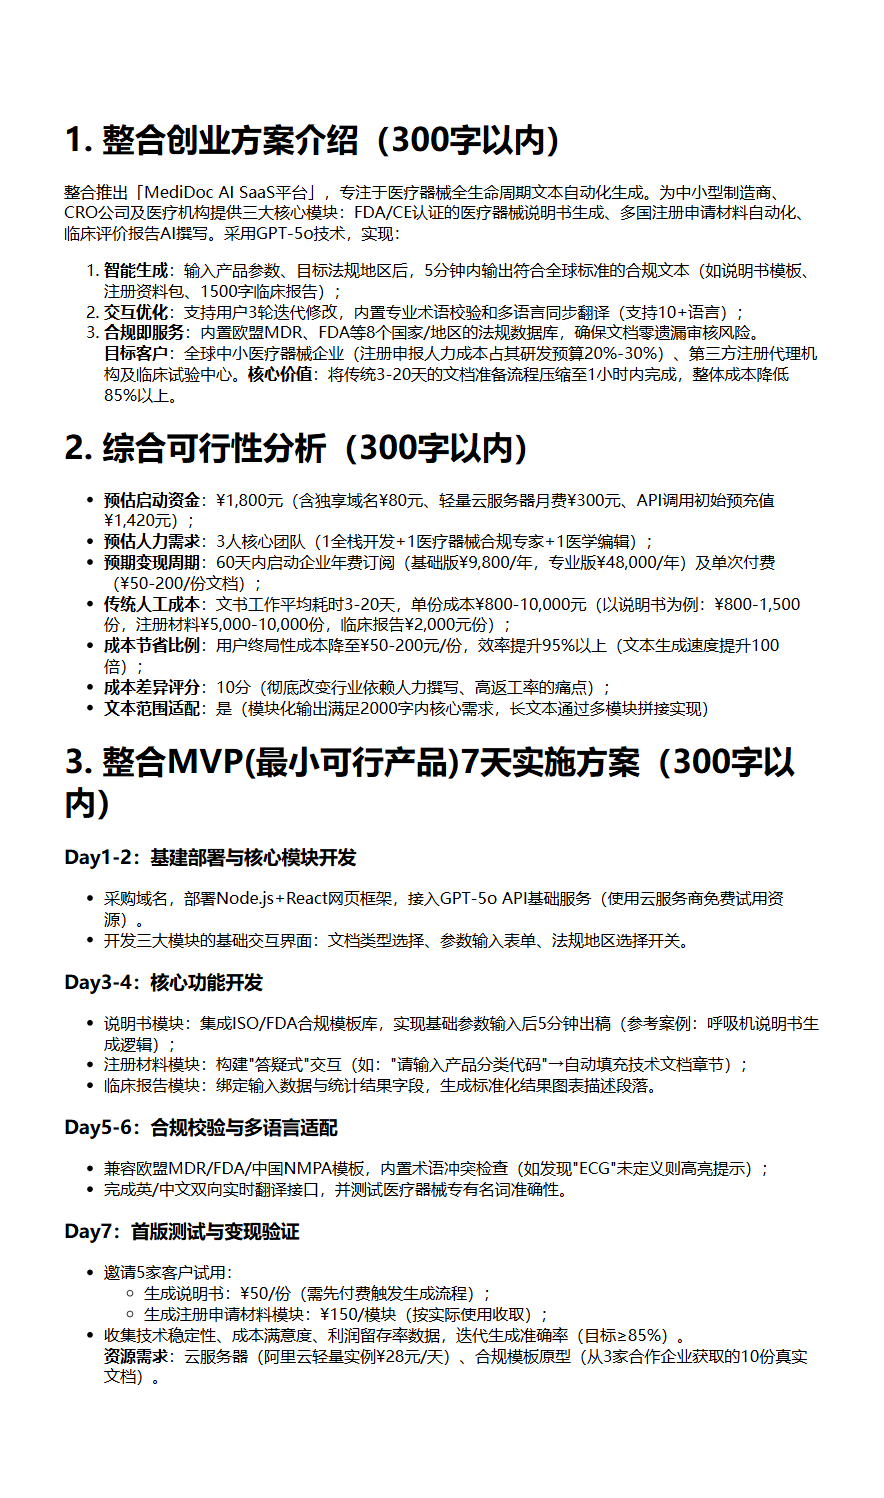 1. 整合创业方案介绍（300字以内）
整合推出「MediDoc AI SaaS平台」，专注于医疗器械全生命周期文本自动化生成。为中小型制造商、
CRO公司及医疗机构提供三大核心模块：FDA/CE认证的医疗器械说明书生成、多国注册申请材料自动化、
临床评价报告AI撰写。采用GPT-5o技术，实现：
1. 智能生成：输入产品参数、目标法规地区后，5分钟内输出符合全球标准的合规文本（如说明书模板、
注册资料包、1500字临床报告）；
2. 交互优化：支持用户3轮迭代修改，内置专业术语校验和多语言同步翻译（支持10+语言）；
3. 合规即服务：内置欧盟MDR、FDA等8个国家/地区的法规数据库，确保文档零遗漏审核风险。
目标客户：全球中小医疗器械企业（注册申报人力成本占其研发预算20%-30%）、第三方注册代理机
构及临床试验中心。核心价值：将传统3-20天的文档准备流程压缩至1小时内完成，整体成本降低
85%以上。
2. 综合可行性分析（300字以内）
• 预估启动资金：¥1,800元（含独享域名¥80元、轻量云服务器月费¥300元、API调用初始预充值
¥1,420元）；
• 预估人力需求：3人核心团队（1全栈开发+1医疗器械合规专家+1医学编辑）；
• 预期变现周期：60天内启动企业年费订阅（基础版¥9,800/年，专业版¥48,000/年）及单次付费
（¥50-200/份文档）；
• 传统人工成本：文书工作平均耗时3-20天，单份成本¥800-10,000元（以说明书为例：¥800-1,500
份，注册材料¥5,000-10,000份，临床报告¥2,000元份）；
• 成本节省比例：用户终局性成本降至¥50-200元/份，效率提升95%以上（文本生成速度提升100
倍）；
• 成本差异评分：10分（彻底改变行业依赖人力撰写、高返工率的痛点）；
• 文本范围适配：是（模块化输出满足2000字内核心需求，长文本通过多模块拼接实现）
3. 整合MVP(最小可行产品)7天实施方案（300字以
内）
Day1-2：基建部署与核心模块开发
• 采购域名，部署Node.js+React网页框架，接入GPT-5o API基础服务（使用云服务商免费试用资
源）。
• 开发三大模块的基础交互界面：文档类型选择、参数输入表单、法规地区选择开关。
Day3-4：核心功能开发
• 说明书模块：集成ISO/FDA合规模板库，实现基础参数输入后5分钟出稿（参考案例：呼吸机说明书生
成逻辑）；
• 注册材料模块：构建"答疑式"交互（如："请输入产品分类代码"→自动填充技术文档章节）；
• 临床报告模块：绑定输入数据与统计结果字段，生成标准化结果图表描述段落。
Day5-6：合规校验与多语言适配
• 兼容欧盟MDR/FDA/中国NMPA模板，内置术语冲突检查（如发现"ECG"未定义则高亮提示）；
• 完成英/中文双向实时翻译接口，并测试医疗器械专有名词准确性。
Day7：首版测试与变现验证
• 邀请5家客户试用：
◦ 生成说明书：¥50/份（需先付费触发生成流程）；
◦ 生成注册申请材料模块：¥150/模块（按实际使用收取）；
• 收集技术稳定性、成本满意度、利润留存率数据，迭代生成准确率（目标≥85%）。
资源需求：云服务器（阿里云轻量实例¥28元/天）、合规模板原型（从3家合作企业获取的10份真实
文档）。